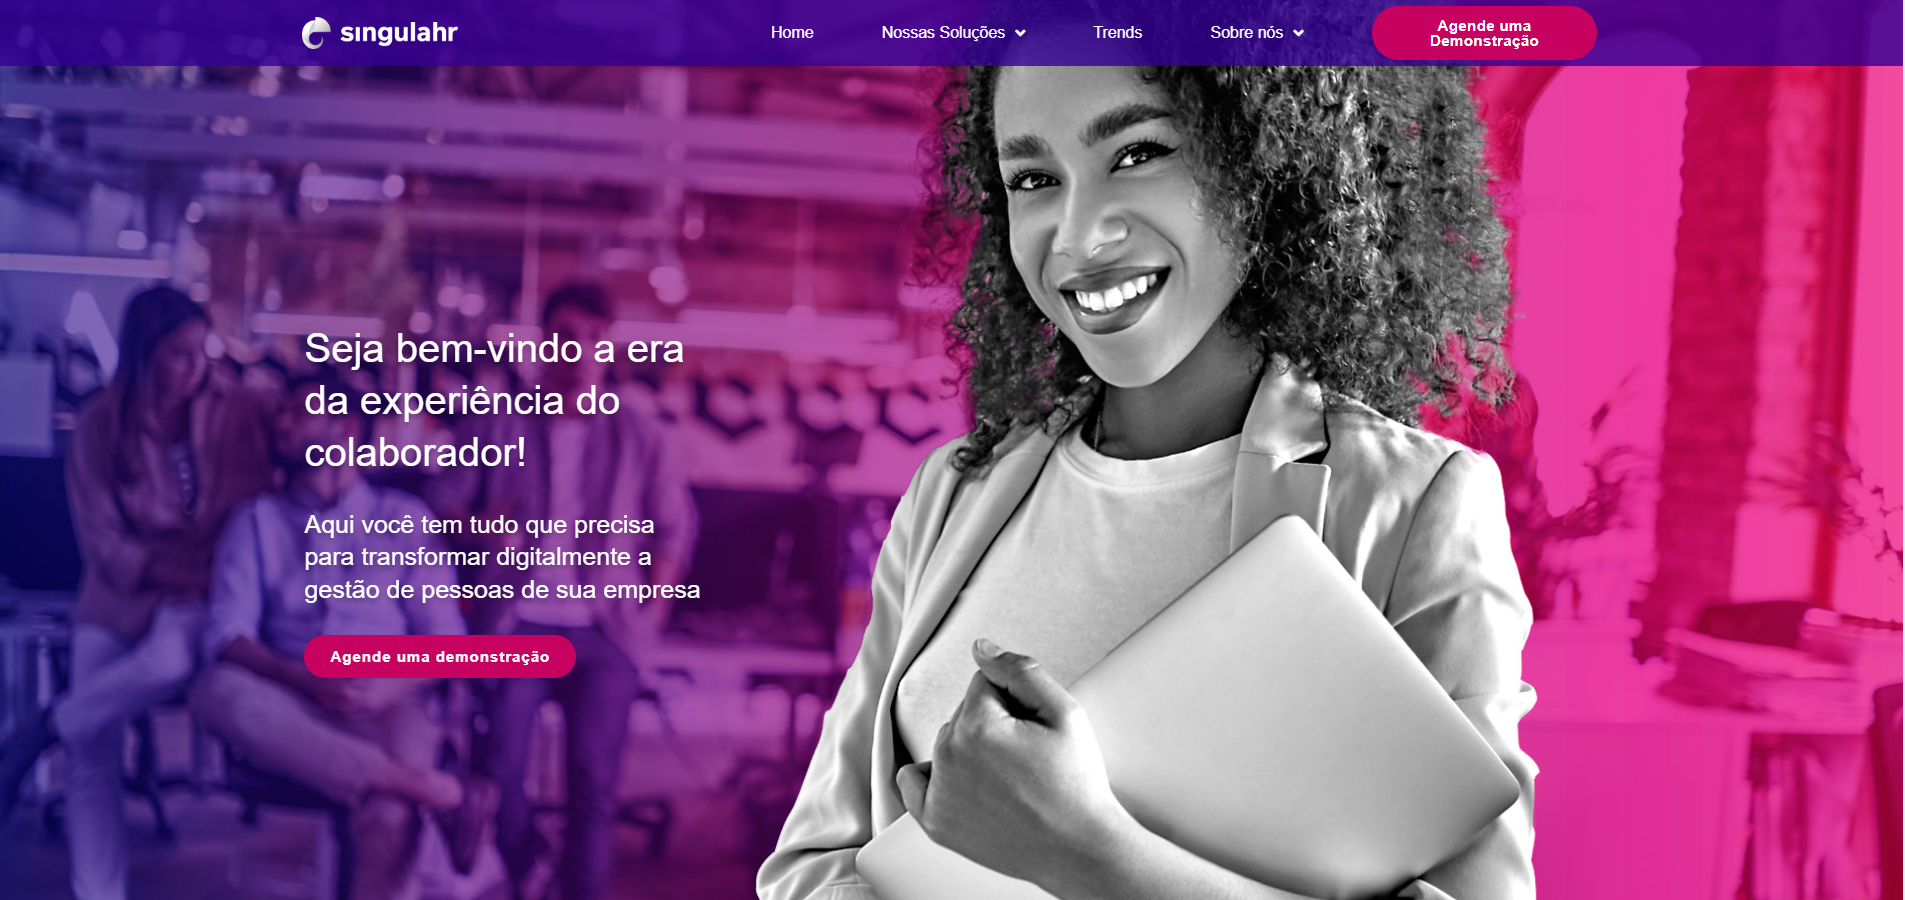 singulahr
Home
Nossas Soluções
Trends
Sobre nós
Agende uma
Demonstração
Seja bem-vindo a era
da experiência do
colaborador!
Aqui você tem tudo que precisa
para transformar digitalmente a
gestão de pessoas de sua empresa
Agende uma demonstração